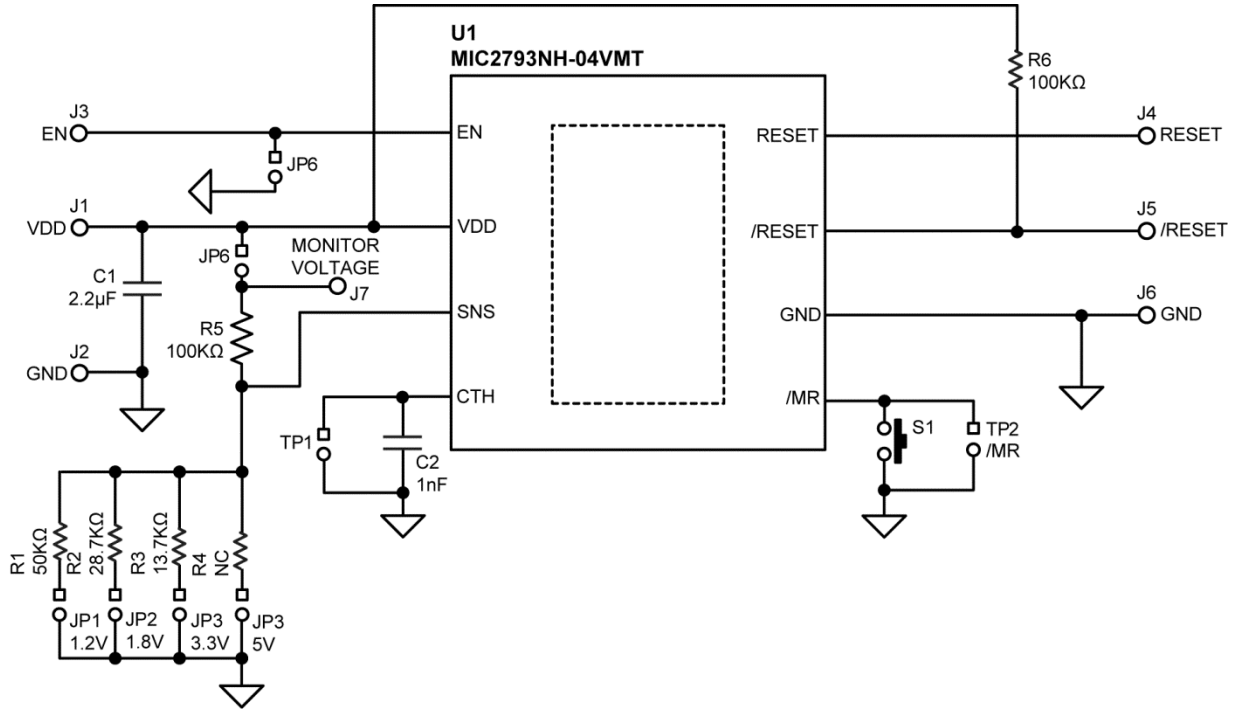 U1
MIC2793NH-04VMT
R6
100KΩ
J3
EN
EN
JP6
RESET
J4
RESET
J1
VDD
VDD
JP6
MONITOR
VOLTAGE
J7
/RESET
J5
/RESET
C1
2.2µF
R5
100KΩ
SNS
GND
J6
GND
J2
GND
CTH
/MR
TP1
C2
1nF
S1
TP2
/MR
R1
50KΩ
R2
28.7KΩ
R3
13.7KΩ
R4
NC
JP1
1.2V
JP2
1.8V
JP3
3.3V
JP3
5V